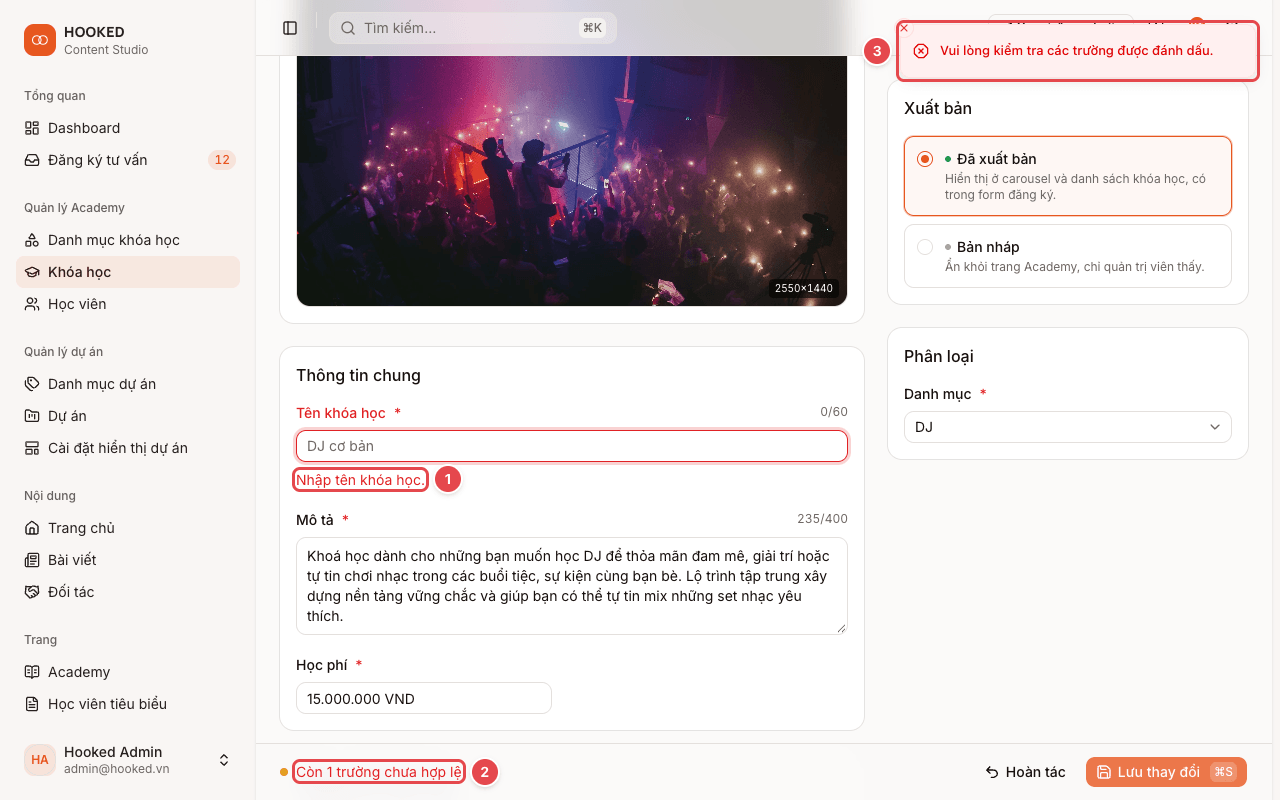 HOOKED
Content Studio
Tổng quan
Dashboard
Đăng ký tư vấn
12
Quản lý Academy
Danh mục khóa học
Khóa học
Học viên
Quản lý dự án
Danh mục dự án
Dự án
Cài đặt hiển thị dự án
Nội dung
Trang chủ
Bài viết
Đối tác
Trang
Academy
Học viên tiêu biểu
HA
Hooked Admin
admin@hooked.vn
Tìm kiếm...
⌘K
3
Vui lòng kiểm tra các trường được đánh dấu.
2550×1440
Thông tin chung
Tên khóa học *
0/60
DJ cơ bản
Nhập tên khóa học.
1
Mô tả *
235/400
Khoá học dành cho những bạn muốn học DJ để thỏa mãn đam mê, giải trí hoặc
tự tin chơi nhạc trong các buổi tiệc, sự kiện cùng bạn bè. Lộ trình tập trung xây
dựng nền tảng vững chắc và giúp bạn có thể tự tin mix những set nhạc yêu
thích.
Học phí *
15.000.000 VND
Xuất bản
Đã xuất bản
Hiển thị ở carousel và danh sách khóa học, có
trong form đăng ký.
Bản nháp
Ẩn khỏi trang Academy, chỉ quản trị viên thấy.
Phân loại
Danh mục *
DJ
Còn 1 trường chưa hợp lệ
2
Hoàn tác
Lưu thay đổi
⌘S